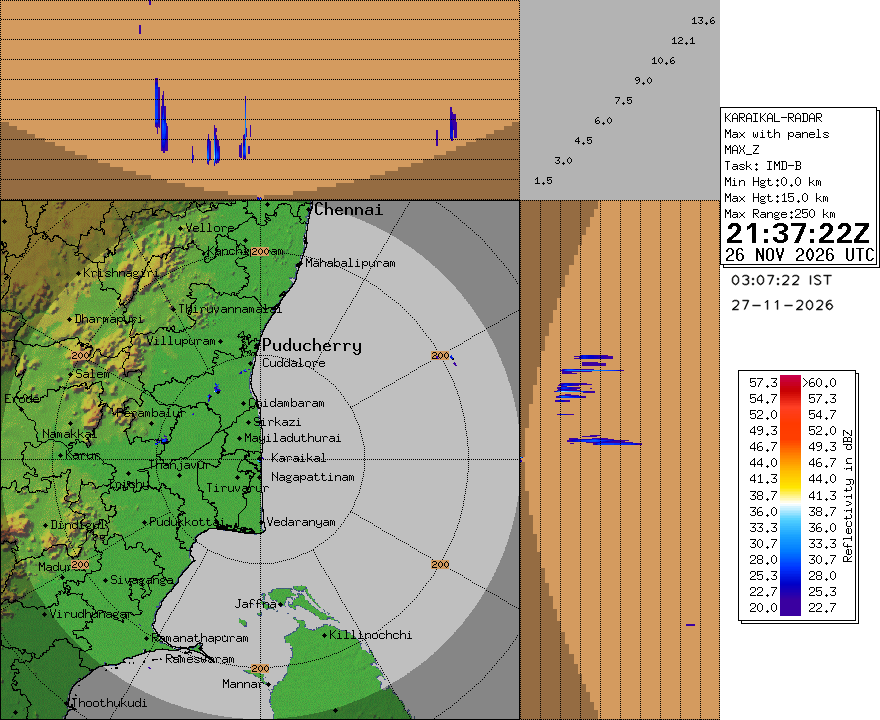 13.6
12.1
10.6
9.0
7.5
6.0
4.5
3.0
1.5
KARAIKAL-RADAR
Max with panels
MAX_Z
Task: IMD-B
Min Hgt:0.0 km
Max Hgt:15.0 km
Max Range:250 km
21:37:22Z
26 NOV 2026 UTC
03:07:22 IST
27-11-2026
Chennai
Vellore
200
Mahabalipuram
Krishnagiri
Thiruvannamalai
Dharmapuri
Villupuram
Puducherry
200
200
Cuddalore
Salem
Erode
Perambalur
Chidambaram
Sirkazi
Namakkal
Mayiladuthurai
Karur
Karaikal
Thanjavur
Nagapattinam
Tiruvarur
Dindigul
Pudukkottai
Vedaranyam
200
200
Sivaganga
Jaffna
Virudhunagar
Killinochchi
Ramanathapuram
Rameswaram
200
Mannar
Thoothukudi
57.3 >60.0
54.7 57.3
52.0 54.7
49.3 52.0
46.7 49.3
44.0 46.7
41.3 44.0
38.7 41.3
36.0 38.7
33.3 36.0
30.7 33.3
28.0 30.7
25.3 28.0
22.7 25.3
20.0 22.7
Reflectivity in dBZ